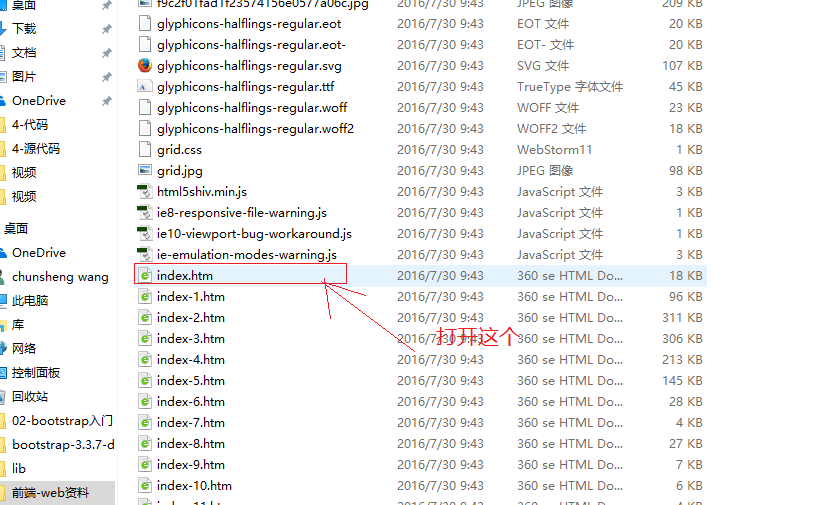 桌面
下载
文档
图片
OneDrive
4-代码
4-源代码
视频
视频
桌面
OneDrive
chunsheng wang
此电脑
库
网络
控制面板
回收站
02-bootstrap入门
bootstrap-3.3.7-d
lib
前端-web资料
f9c2f01fad1f23574156e0577a06c.jpg 2016/7/30 9:43 JPEG 图像 209 KB
glyphicons-halflings-regular.eot 2016/7/30 9:43 EOT 文件 20 KB
glyphicons-halflings-regular.eot- 2016/7/30 9:43 EOT- 文件 20 KB
glyphicons-halflings-regular.svg 2016/7/30 9:43 SVG 文件 107 KB
glyphicons-halflings-regular.ttf 2016/7/30 9:43 TrueType 字体文件 45 KB
glyphicons-halflings-regular.woff 2016/7/30 9:43 WOFF 文件 23 KB
glyphicons-halflings-regular.woff2 2016/7/30 9:43 WOFF2 文件 18 KB
grid.css 2016/7/30 9:43 WebStorm11 1 KB
grid.jpg 2016/7/30 9:43 JPEG 图像 98 KB
html5shiv.min.js 2016/7/30 9:43 JavaScript 文件 3 KB
ie8-responsive-file-warning.js 2016/7/30 9:43 JavaScript 文件 1 KB
ie10-viewport-bug-workaround.js 2016/7/30 9:43 JavaScript 文件 1 KB
ie-emulation-modes-warning.js 2016/7/30 9:43 JavaScript 文件 3 KB
index.htm 2016/7/30 9:43 360 se HTML Do... 18 KB
index-1.htm 2016/7/30 9:43 360 se HTML Do... 96 KB
index-2.htm 2016/7/30 9:43 360 se HTML Do... 311 KB
index-3.htm 2016/7/30 9:43 360 se HTML Do... 306 KB
打开这个
index-4.htm 2016/7/30 9:43 360 se HTML Do... 213 KB
index-5.htm 2016/7/30 9:43 360 se HTML Do... 145 KB
index-6.htm 2016/7/30 9:43 360 se HTML Do... 28 KB
index-7.htm 2016/7/30 9:43 360 se HTML Do... 4 KB
index-8.htm 2016/7/30 9:43 360 se HTML Do... 27 KB
index-9.htm 2016/7/30 9:43 360 se HTML Do... 7 KB
index-10.htm 2016/7/30 9:43 360 se HTML Do... 6 KB